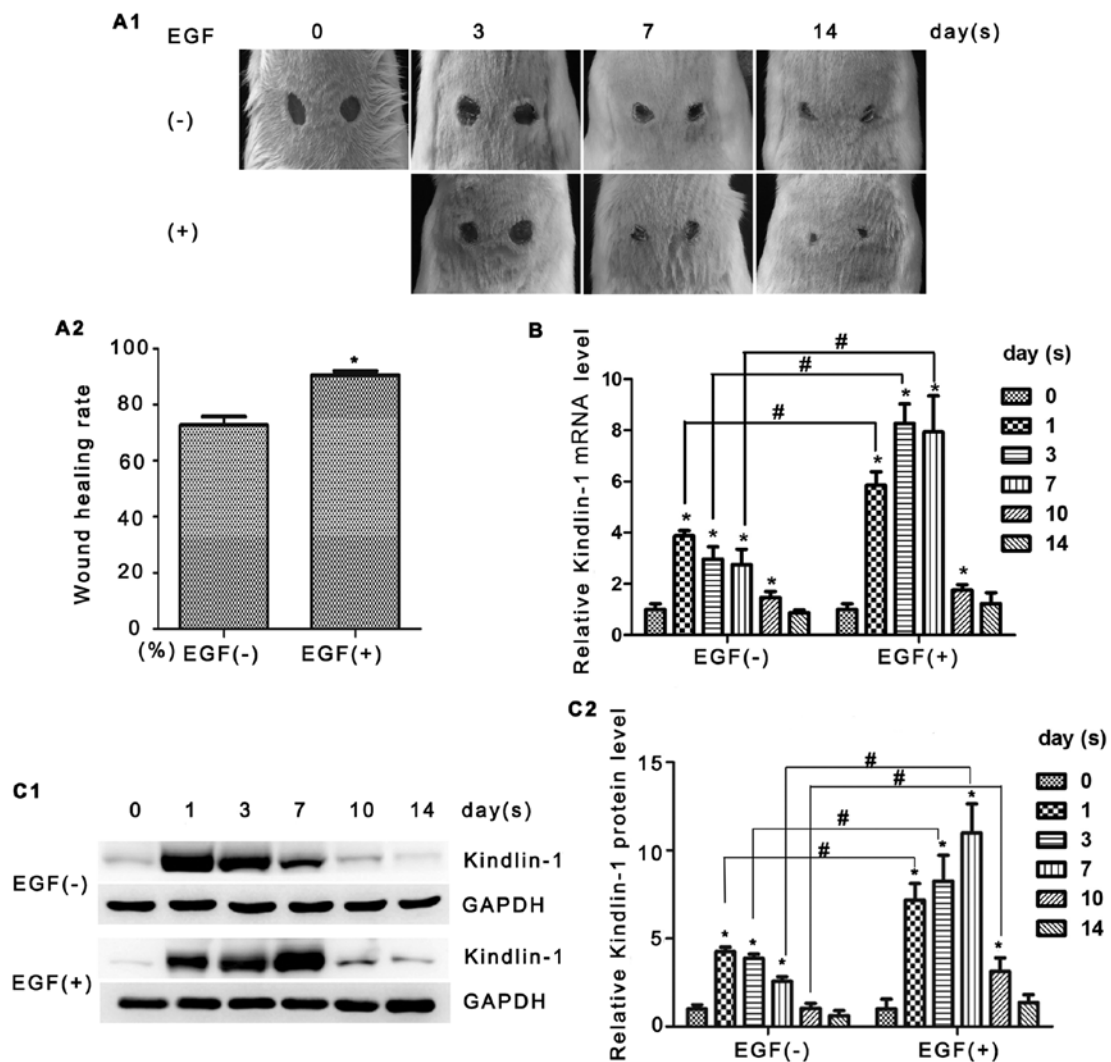 A1
EGF 0 3 7 14 day(s)
(-)
(+)
A2
100
80
60
40
20
0
Wound healing rate
*
(%) EGF(-) EGF(+)
B
Relative Kindlin-1 mRNA level
10
8
6
4
2
0
#
#
#
* * * *
* * * *
EGF(-) EGF(+)
day (s)
0
1
3
7
10
14
C1
0 1 3 7 10 14 day(s)
EGF(-)
Kindlin-1
GAPDH
EGF(+)
Kindlin-1
GAPDH
C2
Relative Kindlin-1 protein level
15
10
5
0
#
#
#
#
* * *
* * * *
EGF(-) EGF(+)
day (s)
0
1
3
7
10
14